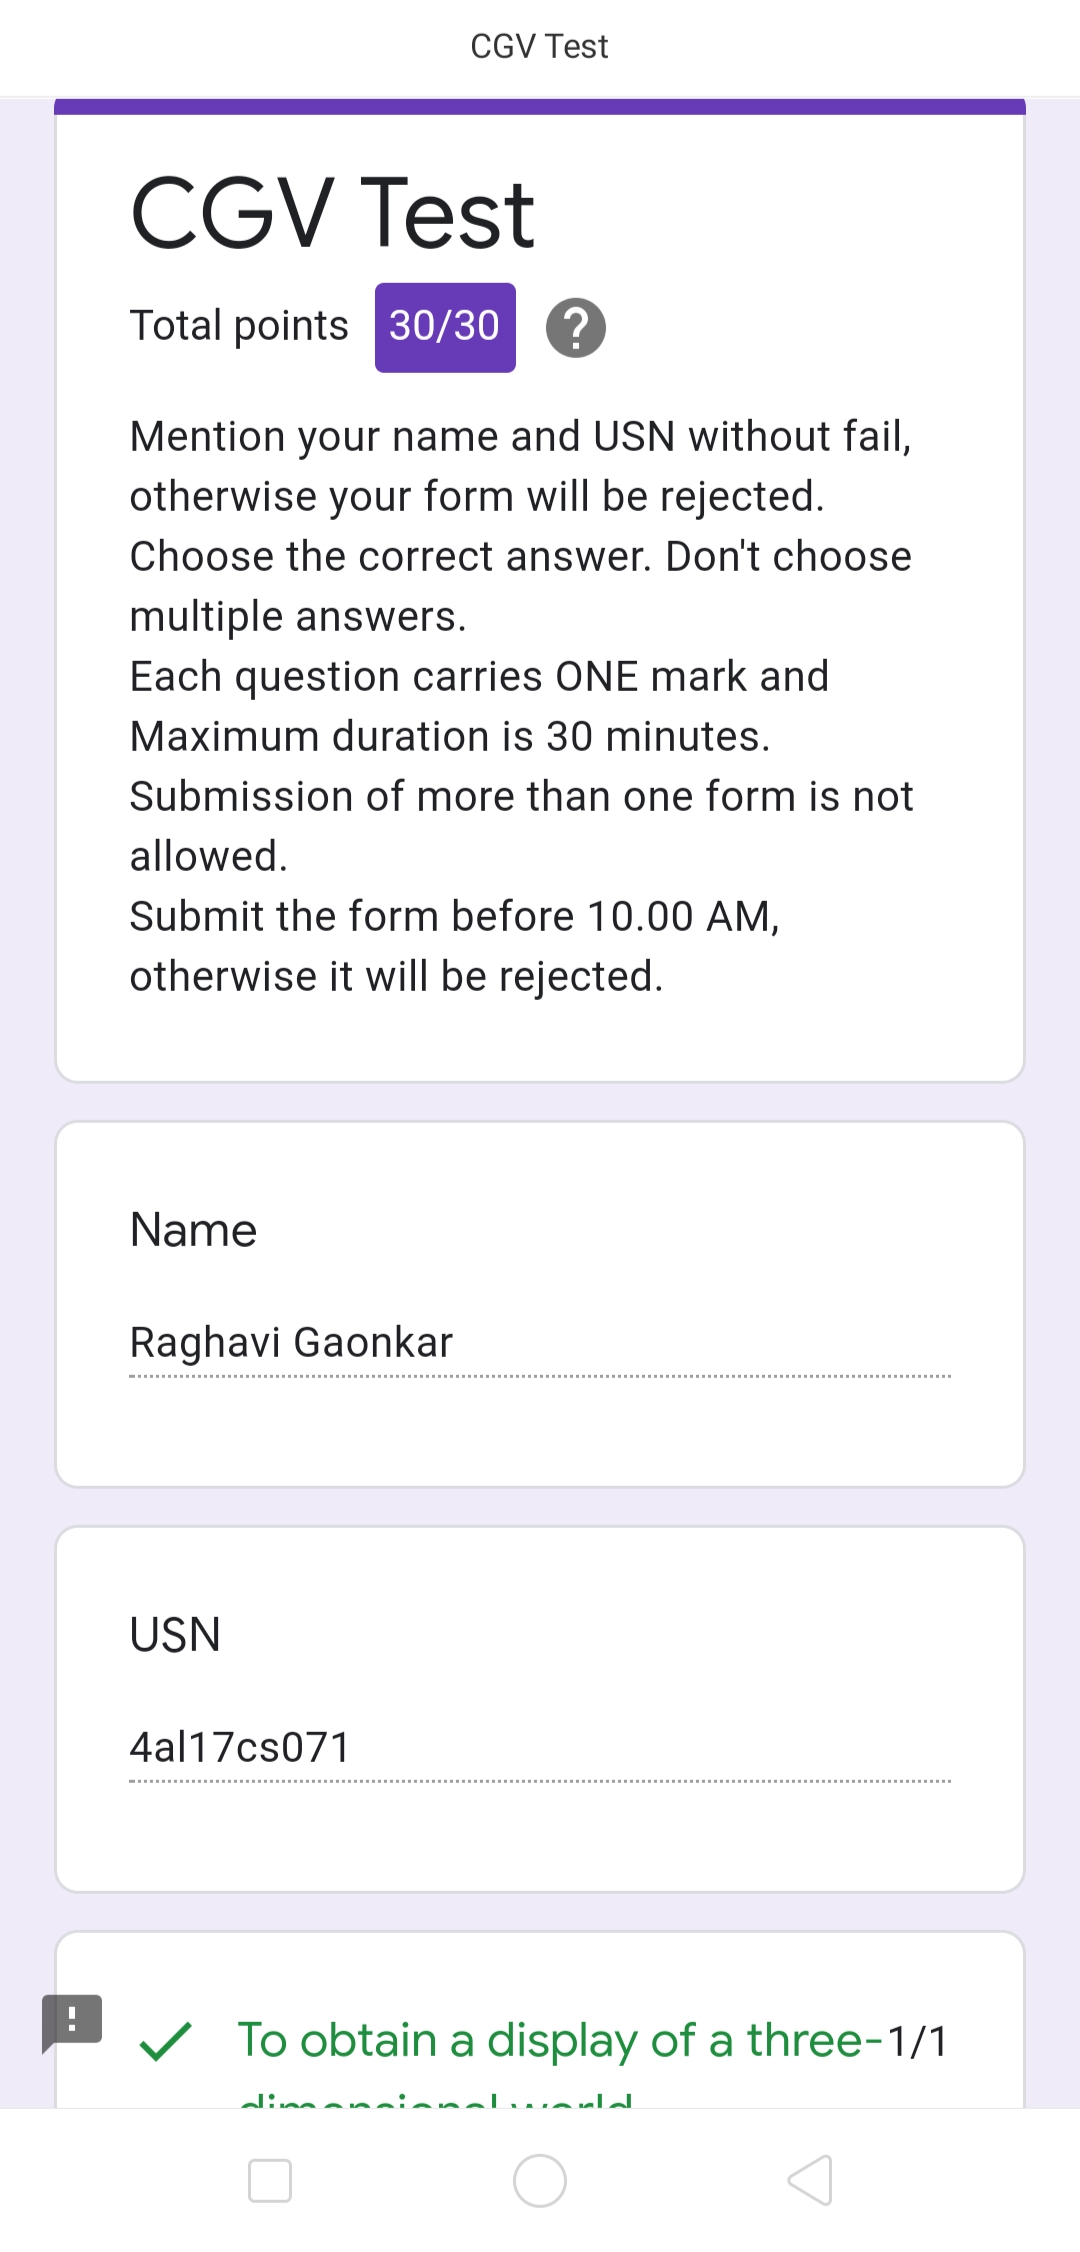 CGV Test
CGV Test
Total points 30/30
Mention your name and USN without fail,
otherwise your form will be rejected.
Choose the correct answer. Don't choose
multiple answers.
Each question carries ONE mark and
Maximum duration is 30 minutes.
Submission of more than one form is not
allowed.
Submit the form before 10.00 AM,
otherwise it will be rejected.
Name
Raghavi Gaonkar
USN
4al17cs071
To obtain a display of a three- 1/1
dimensional world